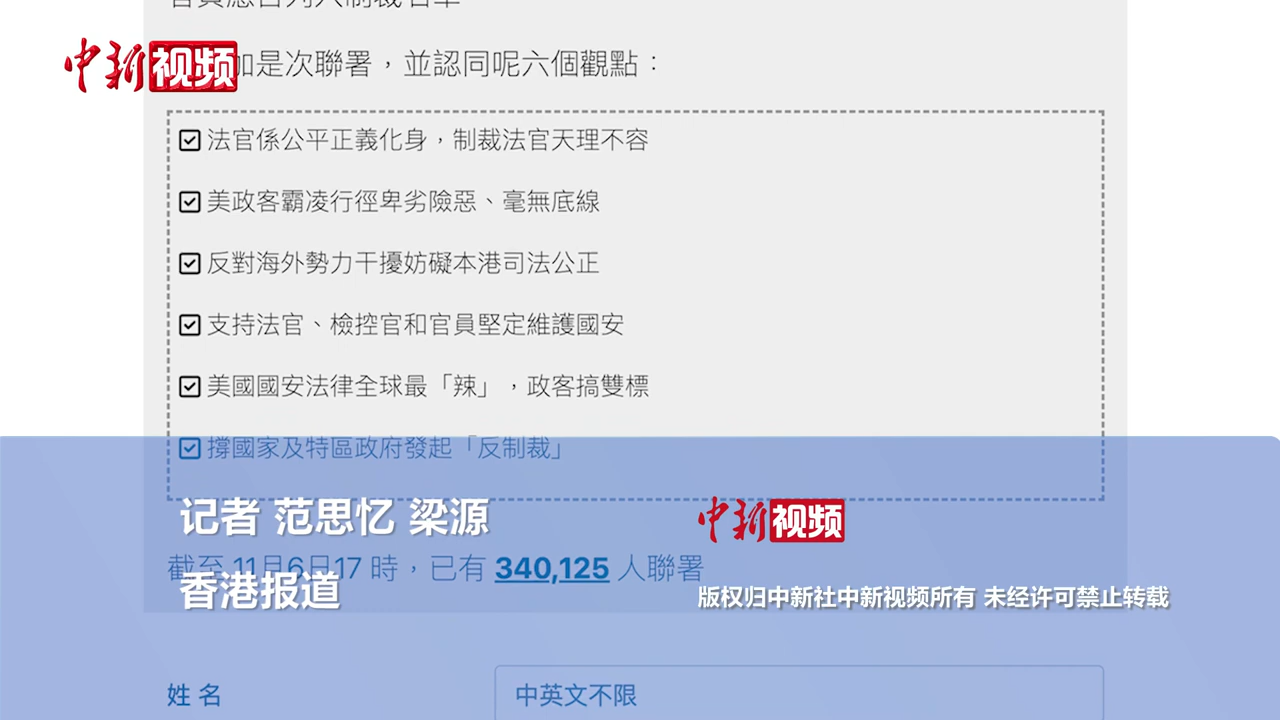 中新视频
加是次聯署，並認同呢六個觀點：
法官係公平正義化身，制裁法官天理不容
美政客霸凌行徑卑劣險惡、毫無底線
反對海外勢力干擾妨礙本港司法公正
支持法官、檢控官和官員堅定維護國安
美國國安法律全球最「辣」，政客搞雙標
撐國家及特區政府發起「反制裁」
记者 范思忆 梁源
中新视频
截至 11月6日17 時，已有 340,125 人聯署
香港报道
版权归中新社中新视频所有 未经许可禁止转载
姓 名
中英文不限